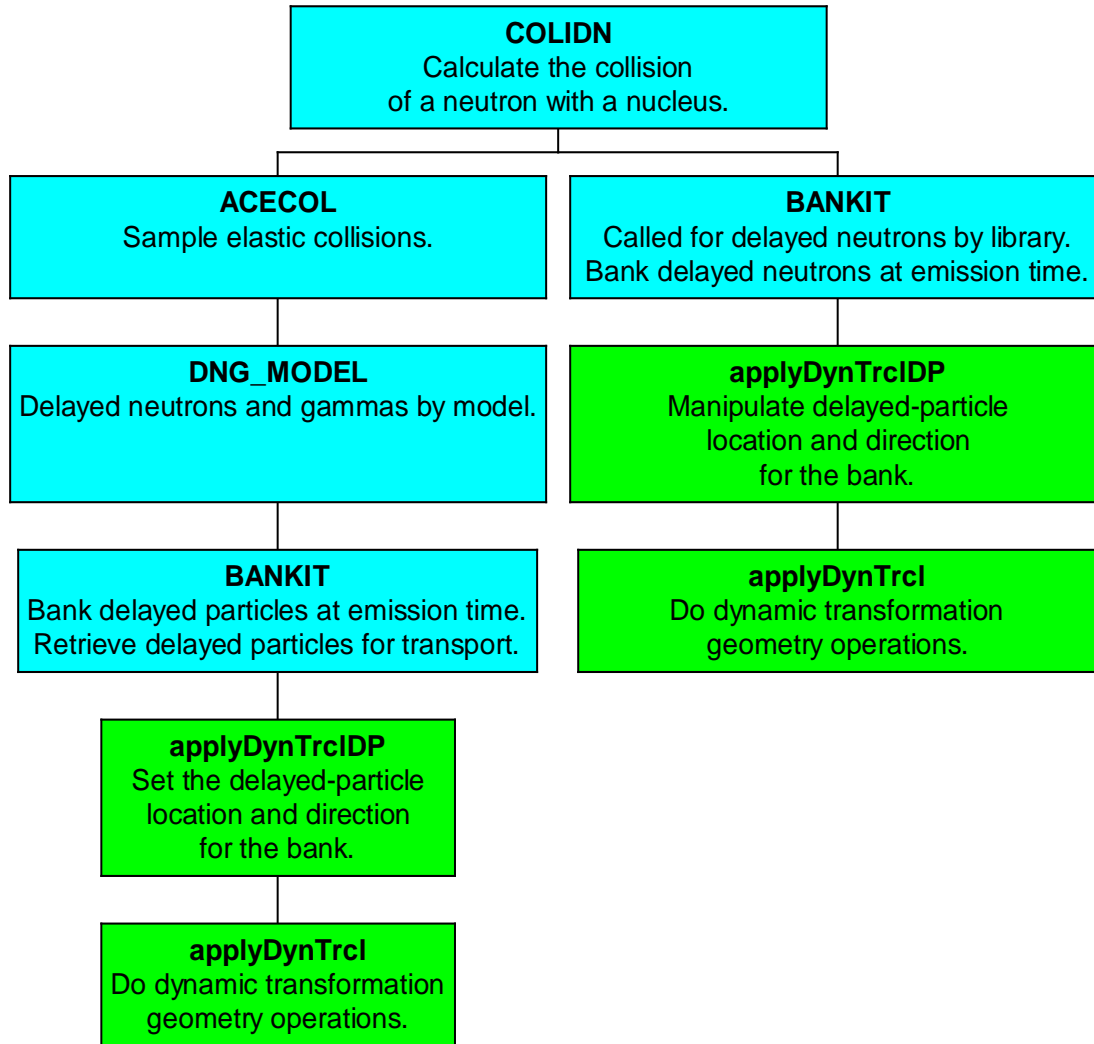 COLIDN
Calculate the collision
of a neutron with a nucleus.
ACECOL
Sample elastic collisions.
BANKIT
Called for delayed neutrons by library.
Bank delayed neutrons at emission time.
DNG_MODEL
Delayed neutrons and gammas by model.
applyDynTrclDP
Manipulate delayed-particle
location and direction
for the bank.
BANKIT
Bank delayed particles at emission time.
Retrieve delayed particles for transport.
applyDynTrcl
Do dynamic transformation
geometry operations.
applyDynTrclDP
Set the delayed-particle
location and direction
for the bank.
applyDynTrcl
Do dynamic transformation
geometry operations.